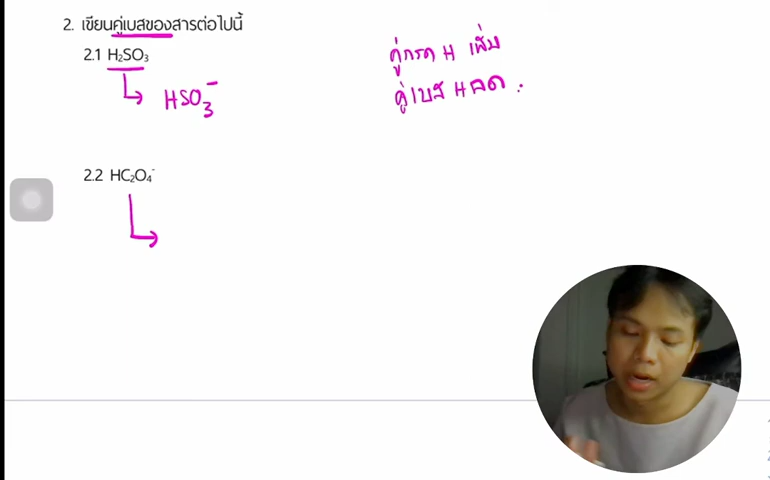 2. เขียนคู่เบสของสารต่อไปนี้
2.1 H₂SO₃
HSO₃⁻
คู่กรด H เพิ่ม
คู่เบส H ลด
2.2 HC₂O₄⁻